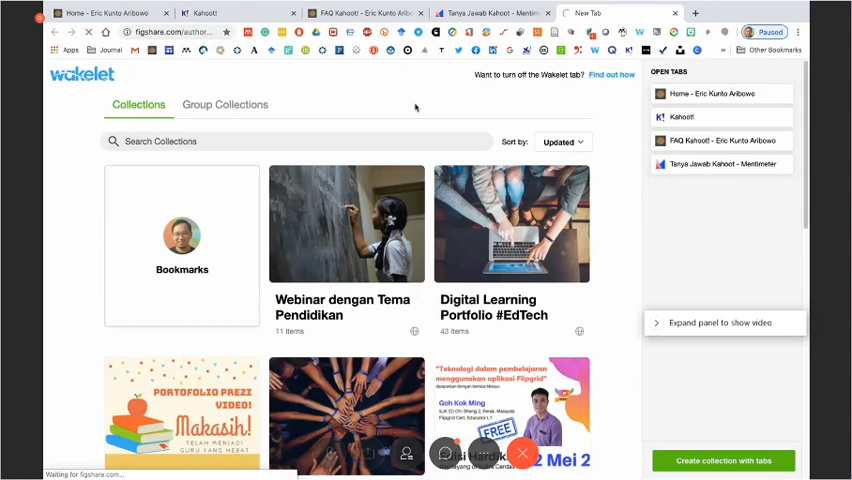 Home - Eric Kunto Aribowo
Kahoot!
FAQ Kahoot! - Eric Kunto Aribo
Tanya Jawab Kahoot - Mentim
New Tab
figshare.com/author...
Paused
Apps
Journal
Other Bookmarks
wakelet
Want to turn off the Wakelet tab? Find out how
OPEN TABS
Collections
Group Collections
Home - Eric Kunto Aribowo
K! Kahoot!
Search Collections
Sort by:
Updated
FAQ Kahoot! - Eric Kunto Aribowo
Tanya Jawab Kahoot - Mentimeter
Bookmarks
Webinar dengan Tema
Pendidikan
11 items
Digital Learning
Portfolio #EdTech
43 items
Expand panel to show video
PORTOFOLIO PREZI
VIDEO!
Makasih!
TELAH MENJADI
GURU YANG HEBAT
"Teknologi dalam pembelajaran
menggunakan aplikasi Flipgrid"
Goh Kok Ming
FREE
2 Mei 2
Create collection with tabs
Waiting for figshare.com...